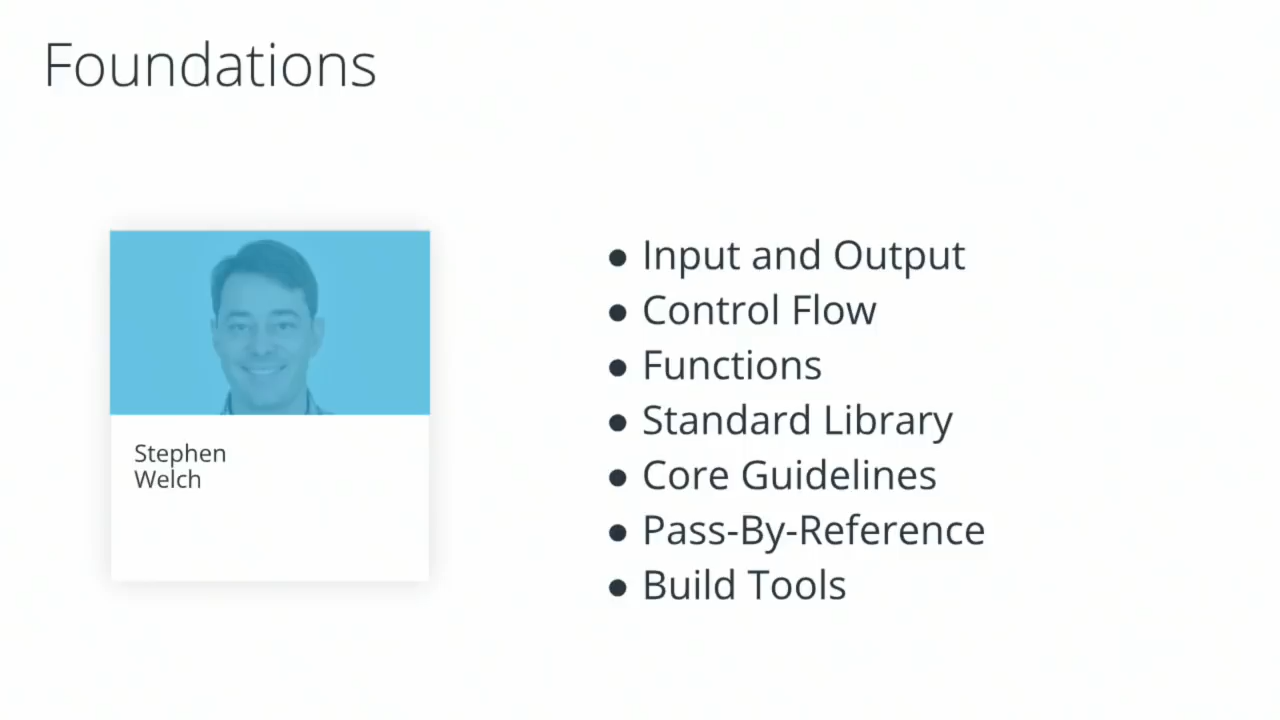 Foundations
Stephen
Welch
● Input and Output
● Control Flow
● Functions
● Standard Library
● Core Guidelines
● Pass-By-Reference
● Build Tools